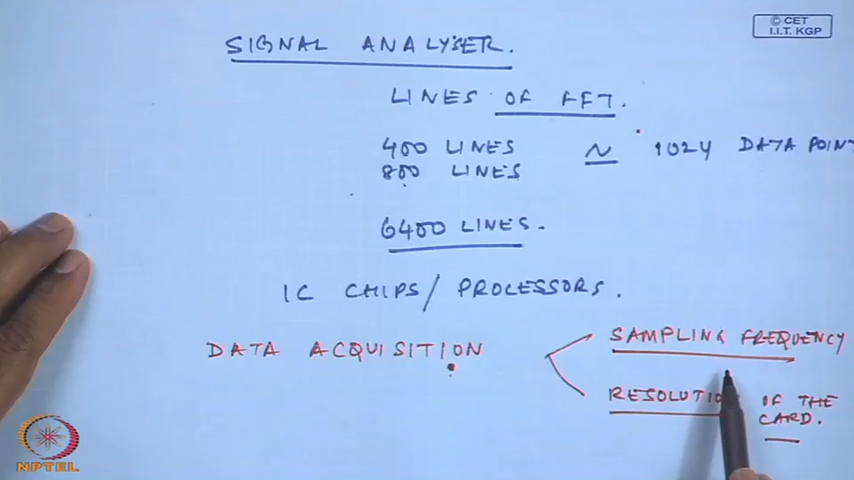 © CET
I.I.T. KGP
SIGNAL ANALYSER.
LINES OF FFT.
400 LINES ~ 1024 DATA POINT
800 LINES
6400 LINES.
IC CHIPS/PROCESSORS.
DATA ACQUISITION
SAMPLING FREQUENCY
RESOLUTION OF THE
CARD.
NPTEL